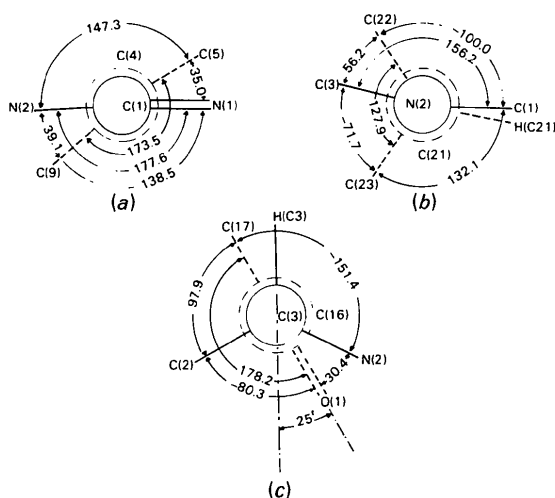 147.3
C(4)
C(5)
35.0
N(2)
C(1)
N(1)
39.1
173.5
177.6
138.5
C(9)
(a)
C(22)
-100.0
56.2
156.2
C(3)
N(2)
C(1)
H(C21)
127.9
-71.7
C(21)
C(23)
132.1
(b)
H(C3)
C(17)
-151.4
97.9
C(3)
C(16)
C(2)
N(2)
178.2
30.4
-80.3
O(1)
25'
(c)